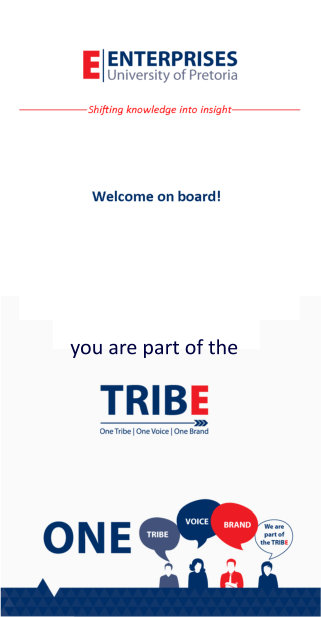 E ENTERPRISES
University of Pretoria
Shifting knowledge into insight
Welcome on board!
you are part of the
TRIBE
One Tribe | One Voice | One Brand
ONE
TRIBE
VOICE
BRAND
We are
part of
the TRIBE